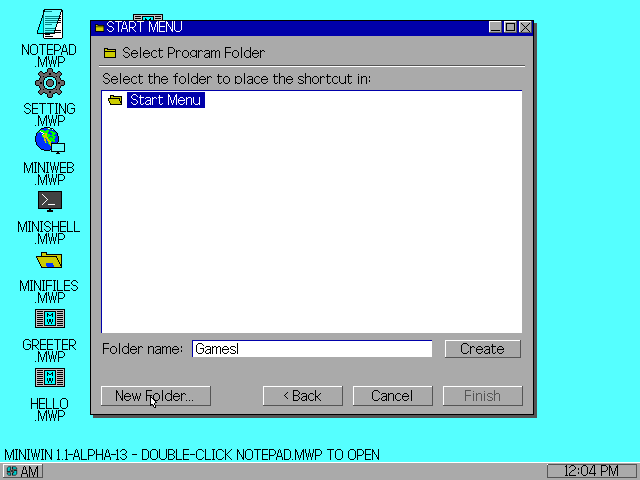 START MENU
Select Program Folder
Select the folder to place the shortcut in:
Start Menu
Folder name: Games
Create
New Folder...
< Back
Cancel
Finish
NOTEPAD
.MWP
SETTING
.MWP
MINIWEB
.MWP
MINISHELL
.MWP
MINIFILES
.MWP
MW
GREETER
.MWP
MW
HELLO
.MWP
MINIWIN 1.1-ALPHA-13 - DOUBLE-CLICK NOTEPAD.MWP TO OPEN
AM
12:04 PM